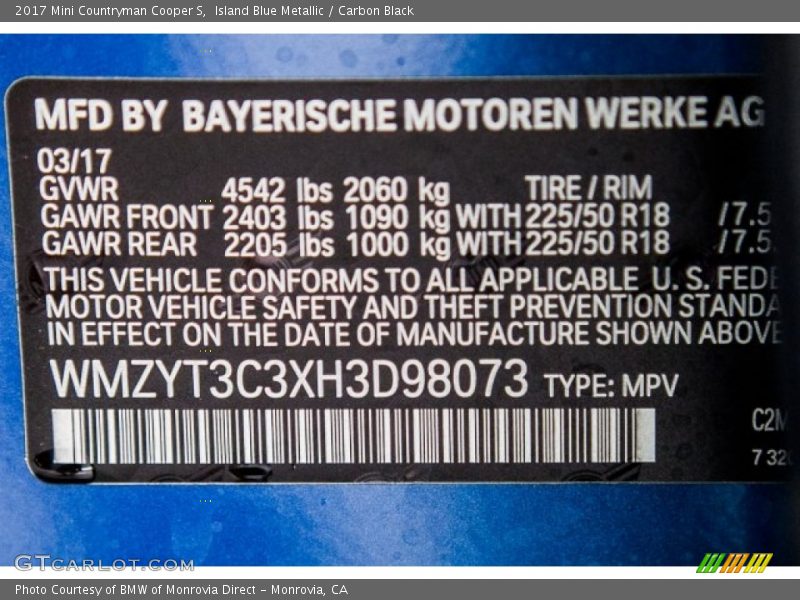 2017 Mini Countryman Cooper S,  Island Blue Metallic / Carbon Black
MFD BY BAYERISCHE MOTOREN WERKE AG
03/17
GVWR 4542 lbs 2060 kg TIRE / RIM
GAWR FRONT 2403 lbs 1090 kg WITH 225/50 R18 /7.5
GAWR REAR 2205 lbs 1000 kg WITH 225/50 R18 /7.5
THIS VEHICLE CONFORMS TO ALL APPLICABLE U. S. FEDE
MOTOR VEHICLE SAFETY AND THEFT PREVENTION STANDA
IN EFFECT ON THE DATE OF MANUFACTURE SHOWN ABOVE
WMZYT3C3XH3D98073 TYPE: MPV
C2M
7 320
GTCARLOT.COM
Photo Courtesy of BMW of Monrovia Direct - Monrovia, CA